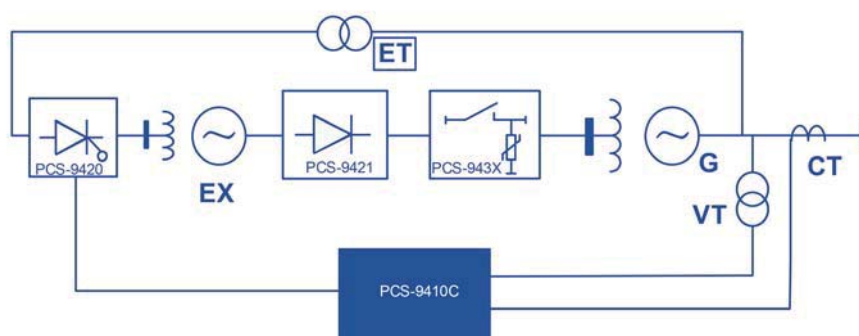 ET
PCS-9420
EX
PCS-9421
PCS-943X
G
CT
VT
PCS-9410C